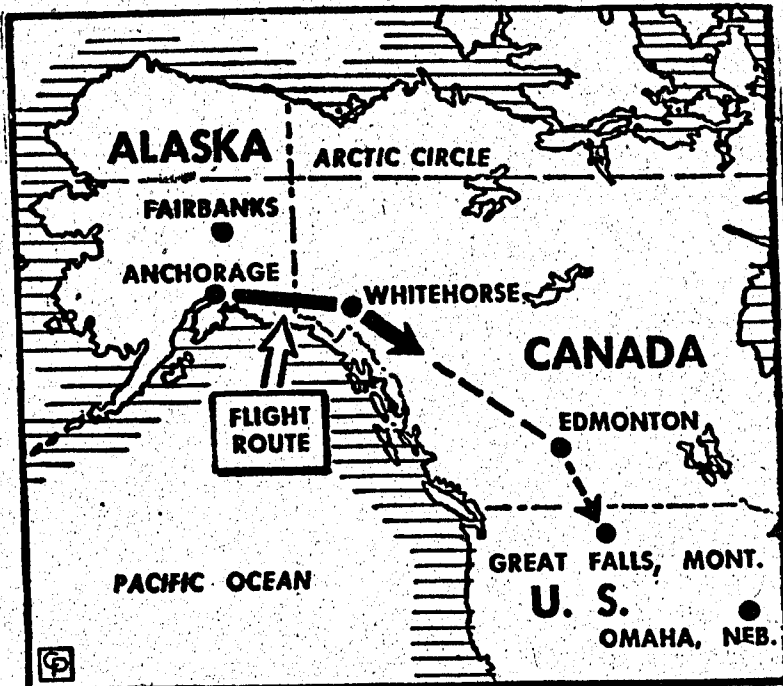 ALASKA
ARCTIC CIRCLE
FAIRBANKS
ANCHORAGE
WHITEHORSE
CANADA
FLIGHT
ROUTE
EDMONTON
GREAT FALLS, MONT.
PACIFIC OCEAN
U. S.
OMAHA, NEB.
CP